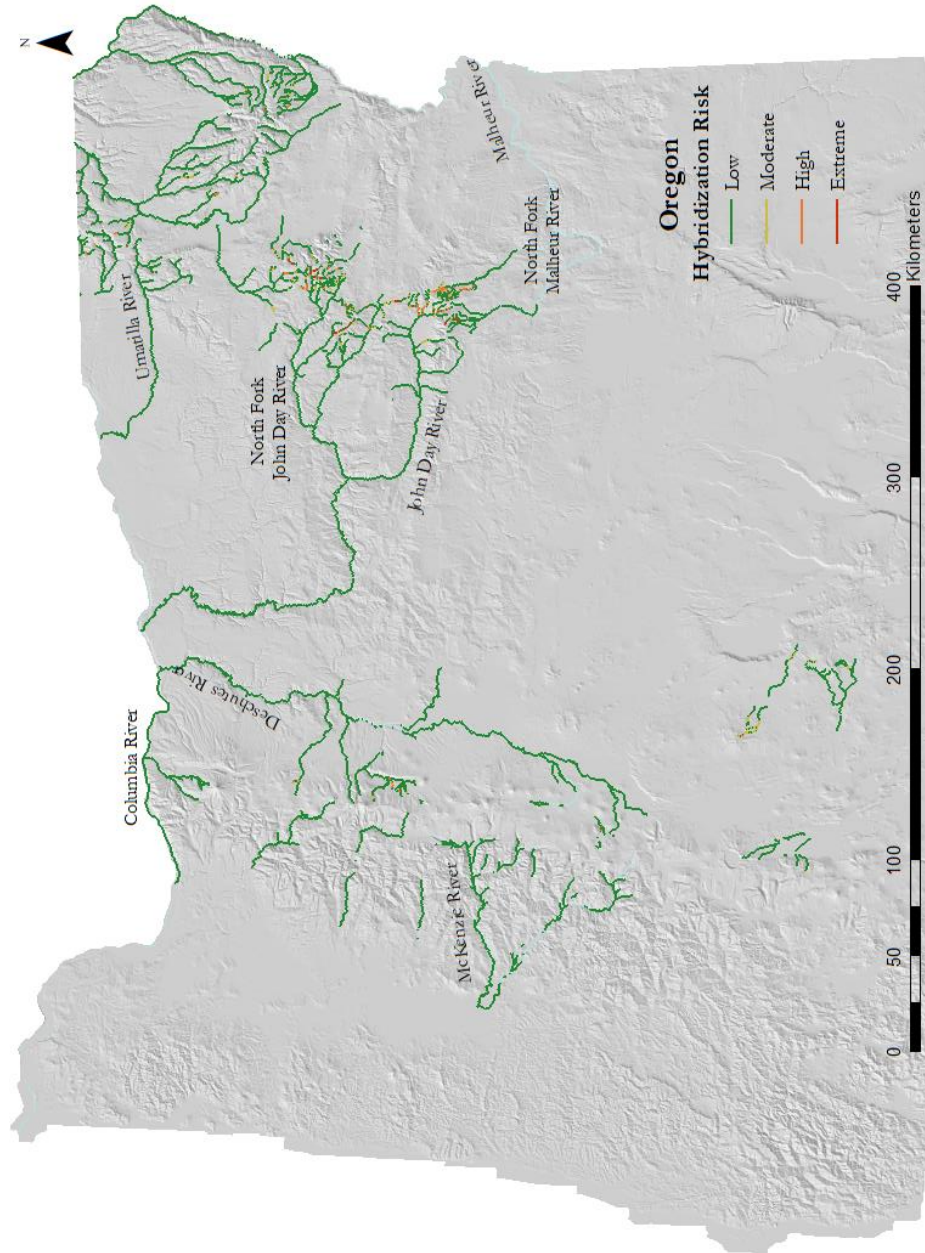 N
Columbia River
Umatilla River
Deschutes River
North Fork
John Day River
John Day River
McKenzie River
Malheur River
North Fork
Malheur River
Oregon
Hybridization Risk
Low
Moderate
High
Extreme
0 50 100 200 300 400
Kilometers